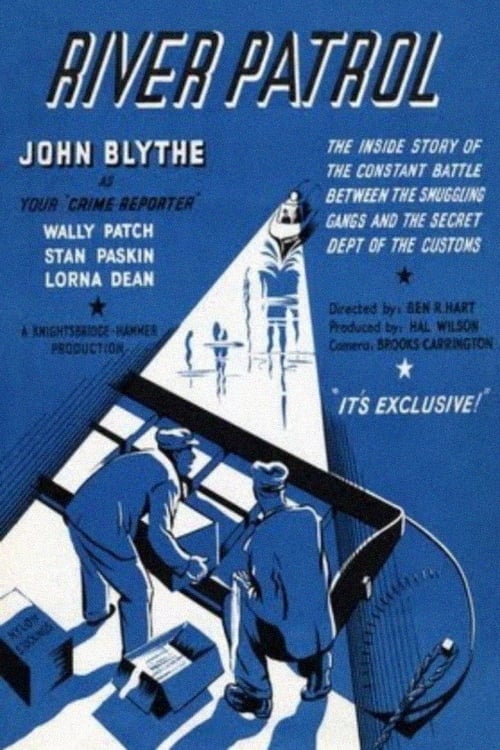 RIVER PATROL
JOHN BLYTHE
AS
YOUR "CRIME REPORTER"
WALLY PATCH
STAN PASKIN
LORNA DEAN
A KNIGHTSBRIDGE-HAMMER
PRODUCTION
THE INSIDE STORY OF
THE CONSTANT BATTLE
BETWEEN THE SMUGGLING
GANGS AND THE SECRET
DEPT OF THE CUSTOMS
Directed by: BEN R. HART
Produced by: HAL WILSON
Camera: BROOKS-CARRINGTON
"IT'S EXCLUSIVE!"
NYLON